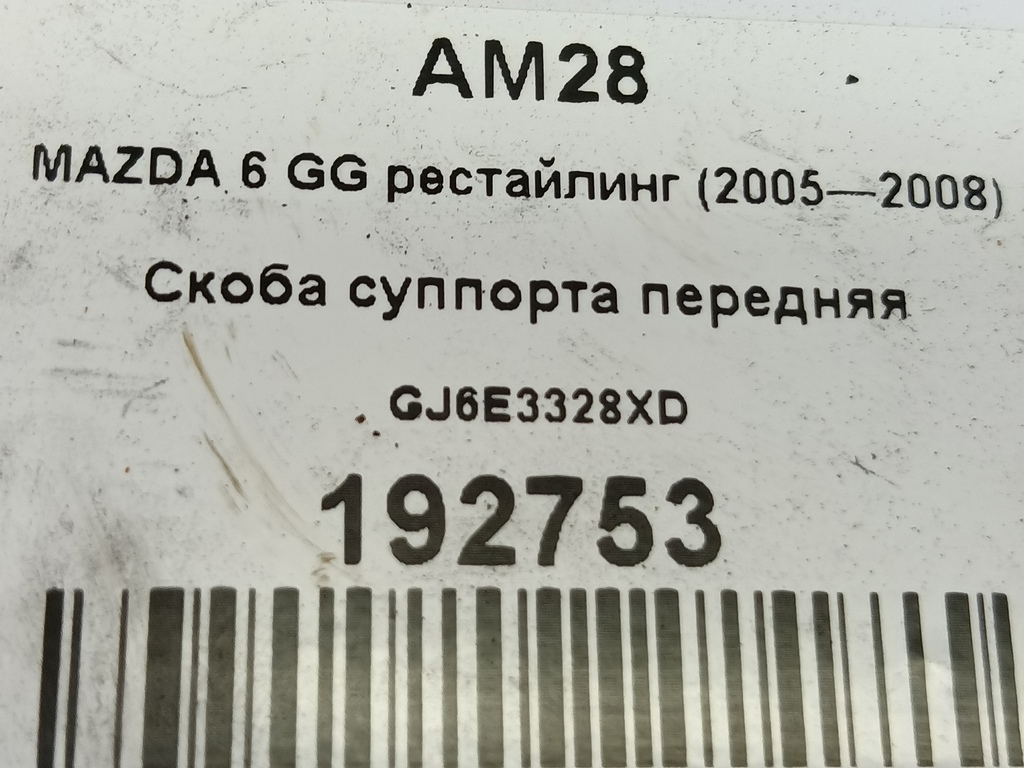 AM28
MAZDA 6 GG рестайлинг (2005—2008)
Скоба суппорта передняя
GJ6E3328XD
192753